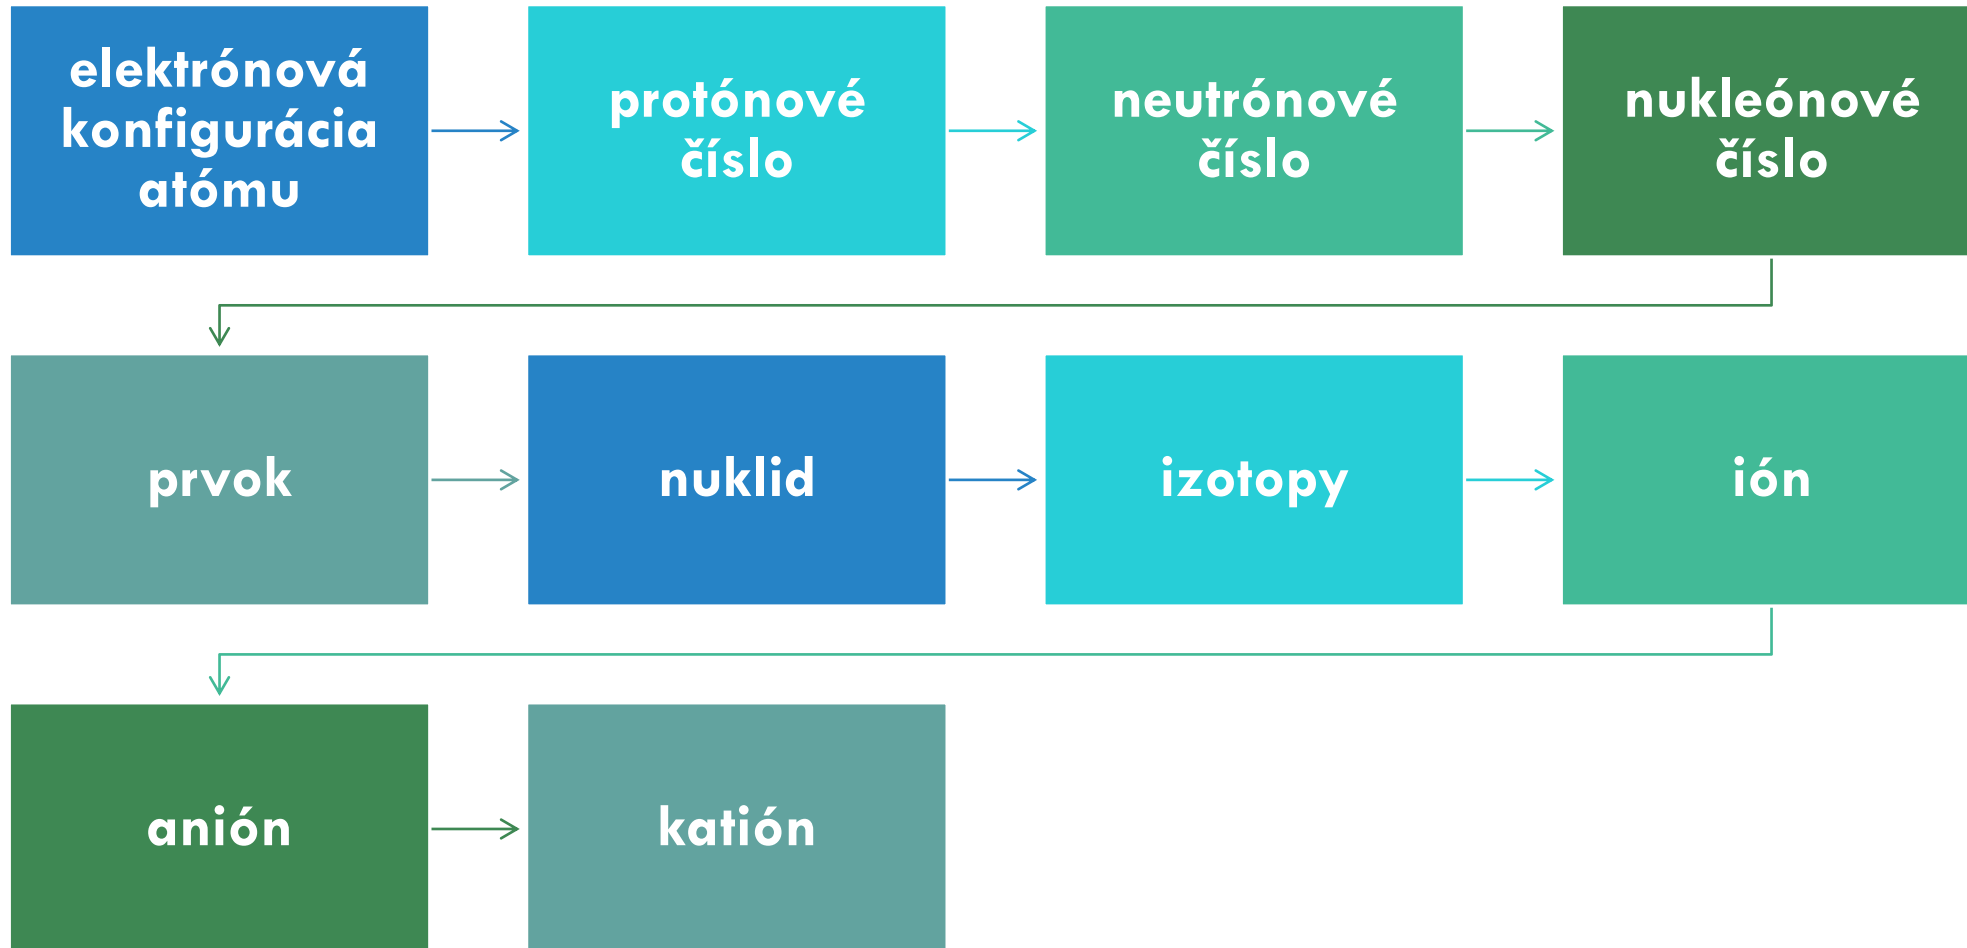 elektrónová
konfigurácia
atómu
protónové
číslo
neutrónové
číslo
nukleónové
číslo
prvok
nuklid
izotopy
ión
anión
katión